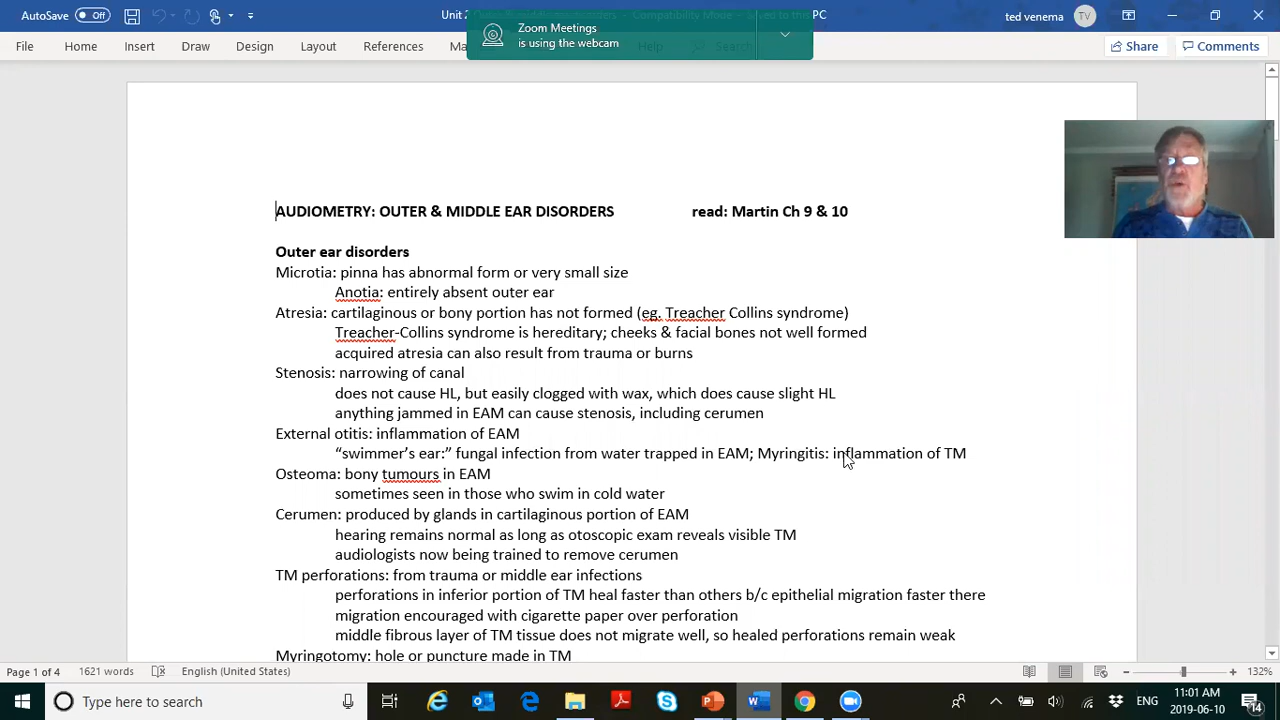 AutoSave Off
Unit
Compatibility Mode
PC
ted venema TV
Zoom Meetings
is using the webcam
File Home Insert Draw Design Layout References Help Search Share Comments
AUDIOMETRY: OUTER & MIDDLE EAR DISORDERS read: Martin Ch 9 & 10
Outer ear disorders
Microtia: pinna has abnormal form or very small size
Anotia: entirely absent outer ear
Atresia: cartilaginous or bony portion has not formed (eg. Treacher Collins syndrome)
Treacher-Collins syndrome is hereditary; cheeks & facial bones not well formed
acquired atresia can also result from trauma or burns
Stenosis: narrowing of canal
does not cause HL, but easily clogged with wax, which does cause slight HL
anything jammed in EAM can cause stenosis, including cerumen
External otitis: inflammation of EAM
“swimmer’s ear:” fungal infection from water trapped in EAM; Myringitis: inflammation of TM
Osteoma: bony tumours in EAM
sometimes seen in those who swim in cold water
Cerumen: produced by glands in cartilaginous portion of EAM
hearing remains normal as long as otoscopic exam reveals visible TM
audiologists now being trained to remove cerumen
TM perforations: from trauma or middle ear infections
perforations in inferior portion of TM heal faster than others b/c epithelial migration faster there
migration encouraged with cigarette paper over perforation
middle fibrous layer of TM tissue does not migrate well, so healed perforations remain weak
Myringotomy: hole or puncture made in TM
Page 1 of 4 1621 words English (United States) 132%
Type here to search ENG 11:01 AM
2019-06-10 14